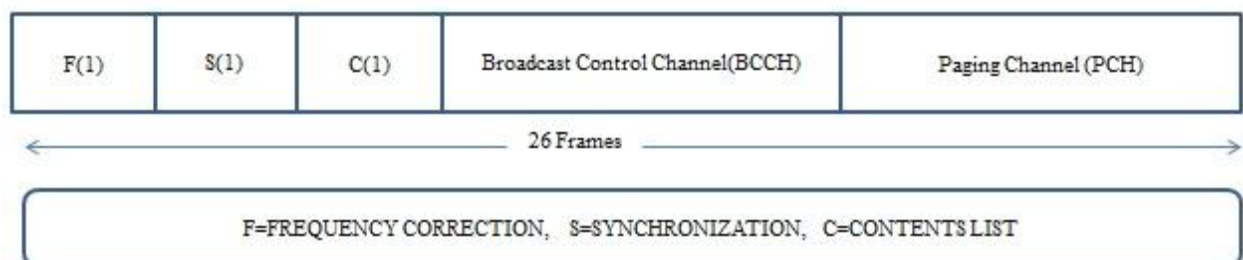 F(1) S(1) C(1) Broadcast Control Channel(BCCH) Paging Channel (PCH)
26 Frames
F=FREQUENCY CORRECTION, S=SYNCHRONIZATION, C=CONTENTS LIST